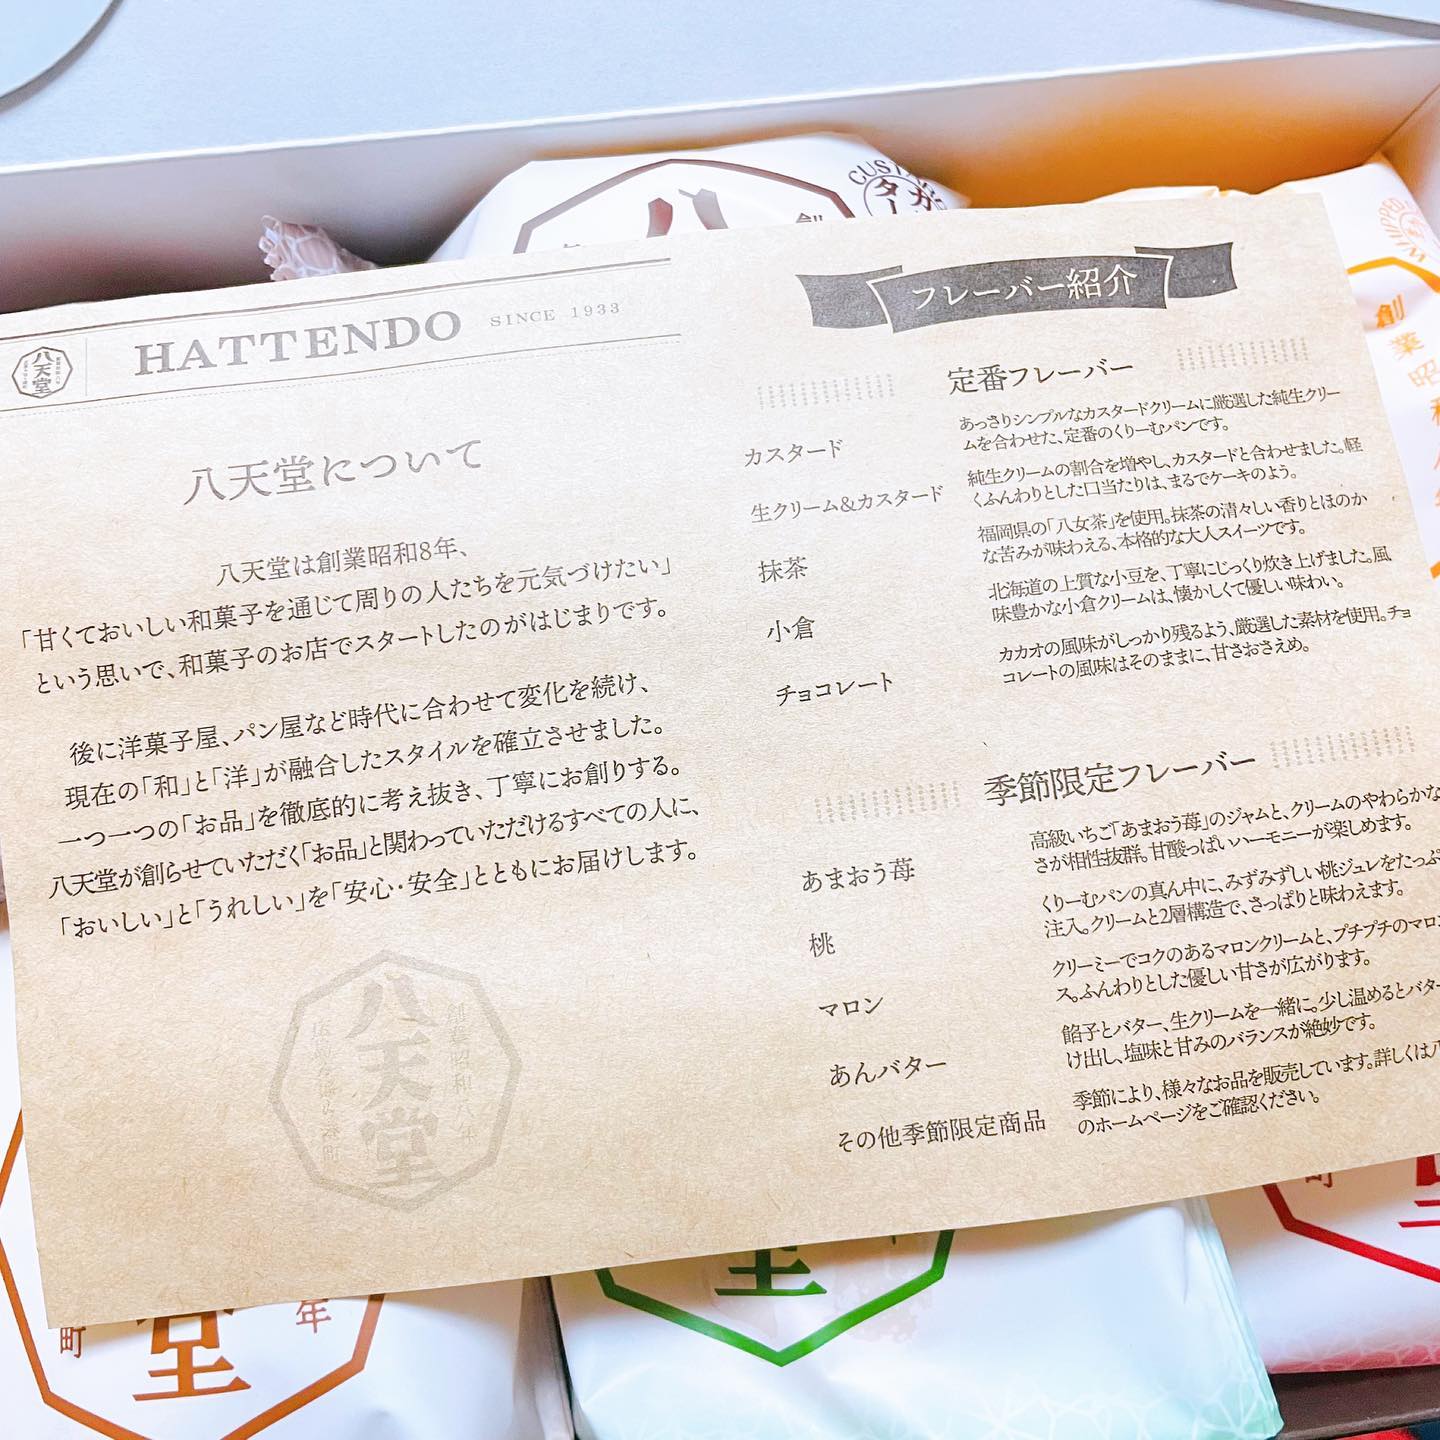 八天堂
HATTENDO SINCE 1933
八天堂について
八天堂は創業昭和8年、
「甘くておいしい和菓子を通じて周りの人たちを元気づけたい」
という思いで、和菓子のお店でスタートしたのがはじまりです。
後に洋菓子屋、パン屋など時代に合わせて変化を続け、
現在の「和」と「洋」が融合したスタイルを確立させました。
一つ一つの「お品」を徹底的に考え抜き、丁寧にお創りする。
八天堂が創らせていただく「お品」と関わっていただけるすべての人に、
「おいしい」と「うれしい」を「安心・安全」とともにお届けします。
八天堂
フレーバー紹介
定番フレーバー
カスタード
あっさりシンプルなカスタードクリームに厳選した純生クリー
ムを合わせた、定番のくりーむパンです。
生クリーム&カスタード
純生クリームの割合を増やし、カスタードと合わせました。軽
くふんわりとした口当たりは、まるでケーキのよう。
抹茶
福岡県の「八女茶」を使用。抹茶の清々しい香りとほのか
な苦みが味わえる、本格的な大人スイーツです。
小倉
北海道の上質な小豆を、丁寧にじっくり炊き上げました。風
味豊かな小倉クリームは、懐かしくて優しい味わい。
チョコレート
カカオの風味がしっかり残るよう、厳選した素材を使用。チョ
コレートの風味はそのままに、甘さおさえめ。
季節限定フレーバー
あまおう苺
高級いちご「あまおう苺」のジャムと、クリームのやわらかな
さが相性抜群。甘酸っぱいハーモニーが楽しめます。
桃
くりーむパンの真ん中に、みずみずしい桃ジュレをたっぷ
注入。クリームと2層構造で、さっぱりと味わえます。
マロン
クリーミーでコクのあるマロンクリームと、プチプチのマロン
ス。ふんわりとした優しい甘さが広がります。
あんバター
餡子とバター、生クリームを一緒に。少し温めるとバター
け出し、塩味と甘みのバランスが絶妙です。
その他季節限定商品
季節により、様々なお品を販売しています。詳しくは八
のホームページをご確認ください。
八
創業昭和
堂
年
町